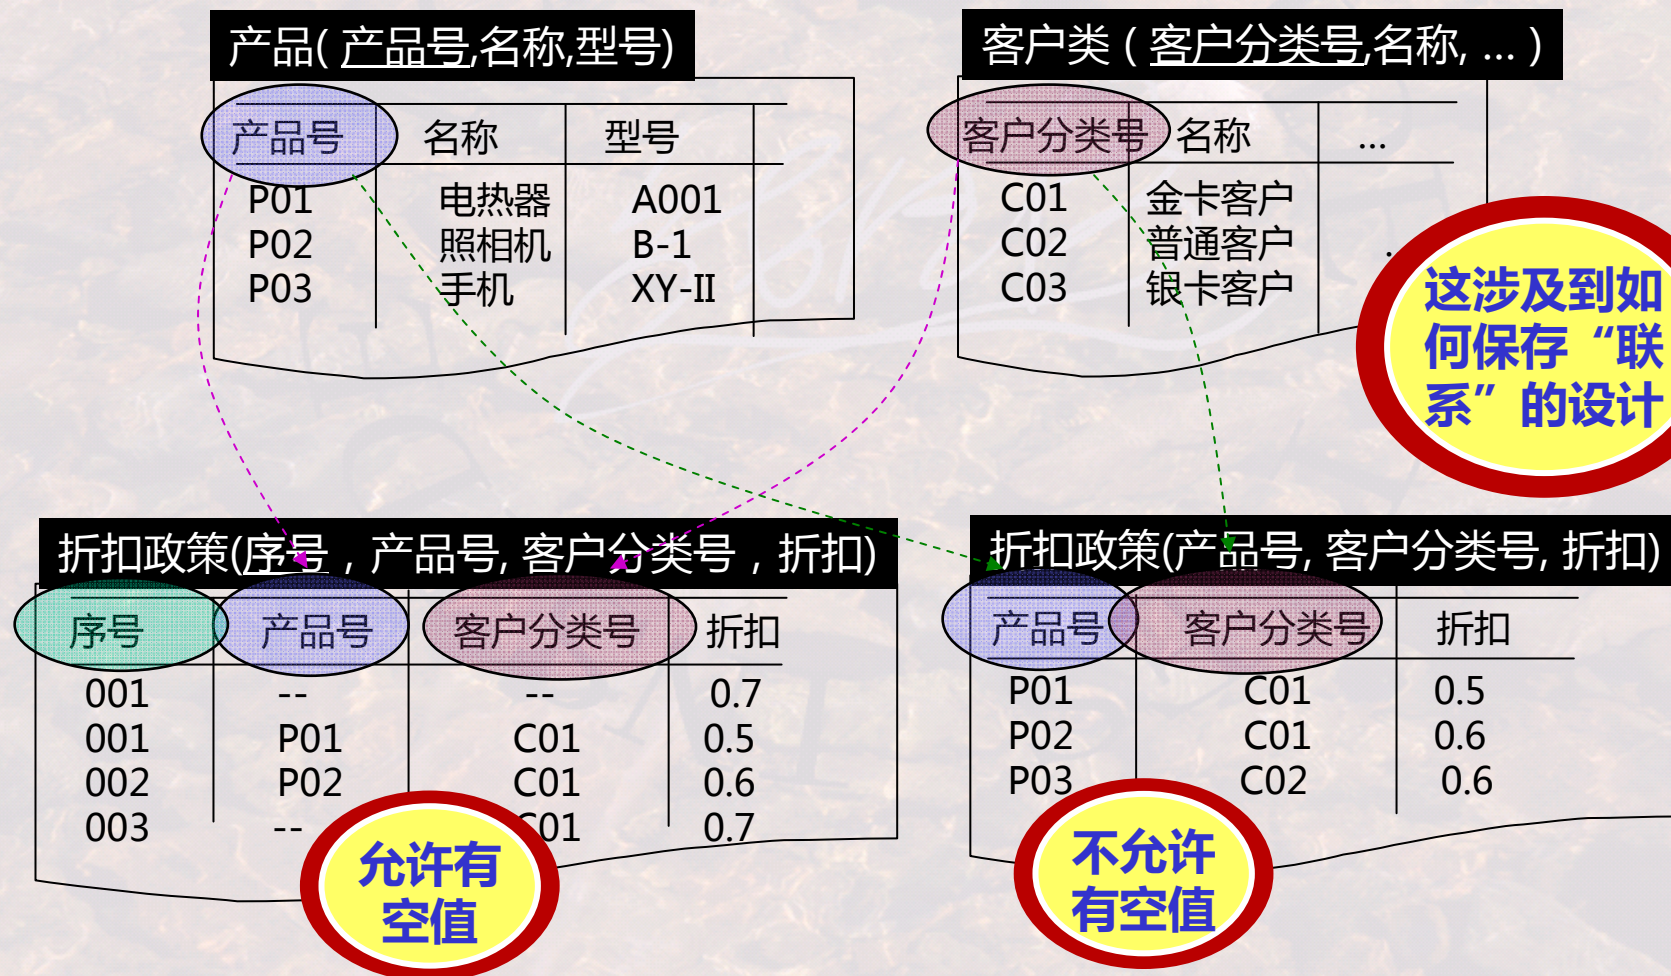 产品( 产品号,名称,型号)
产品号 名称 型号
P01 电热器 A001
P02 照相机 B-1
P03 手机 XY-II
客户类 ( 客户分类号,名称, ... )
客户分类号 名称 ...
C01 金卡客户
C02 普通客户 .
C03 银卡客户
这涉及到如
何保存“联
系”的设计
折扣政策(序号 , 产品号, 客户分类号 , 折扣)
序号 产品号 客户分类号 折扣
001 -- -- 0.7
001 P01 C01 0.5
002 P02 C01 0.6
003 -- C01 0.7
允许有
空值
折扣政策(产品号, 客户分类号, 折扣)
产品号 客户分类号 折扣
P01 C01 0.5
P02 C01 0.6
P03 C02 0.6
不允许
有空值